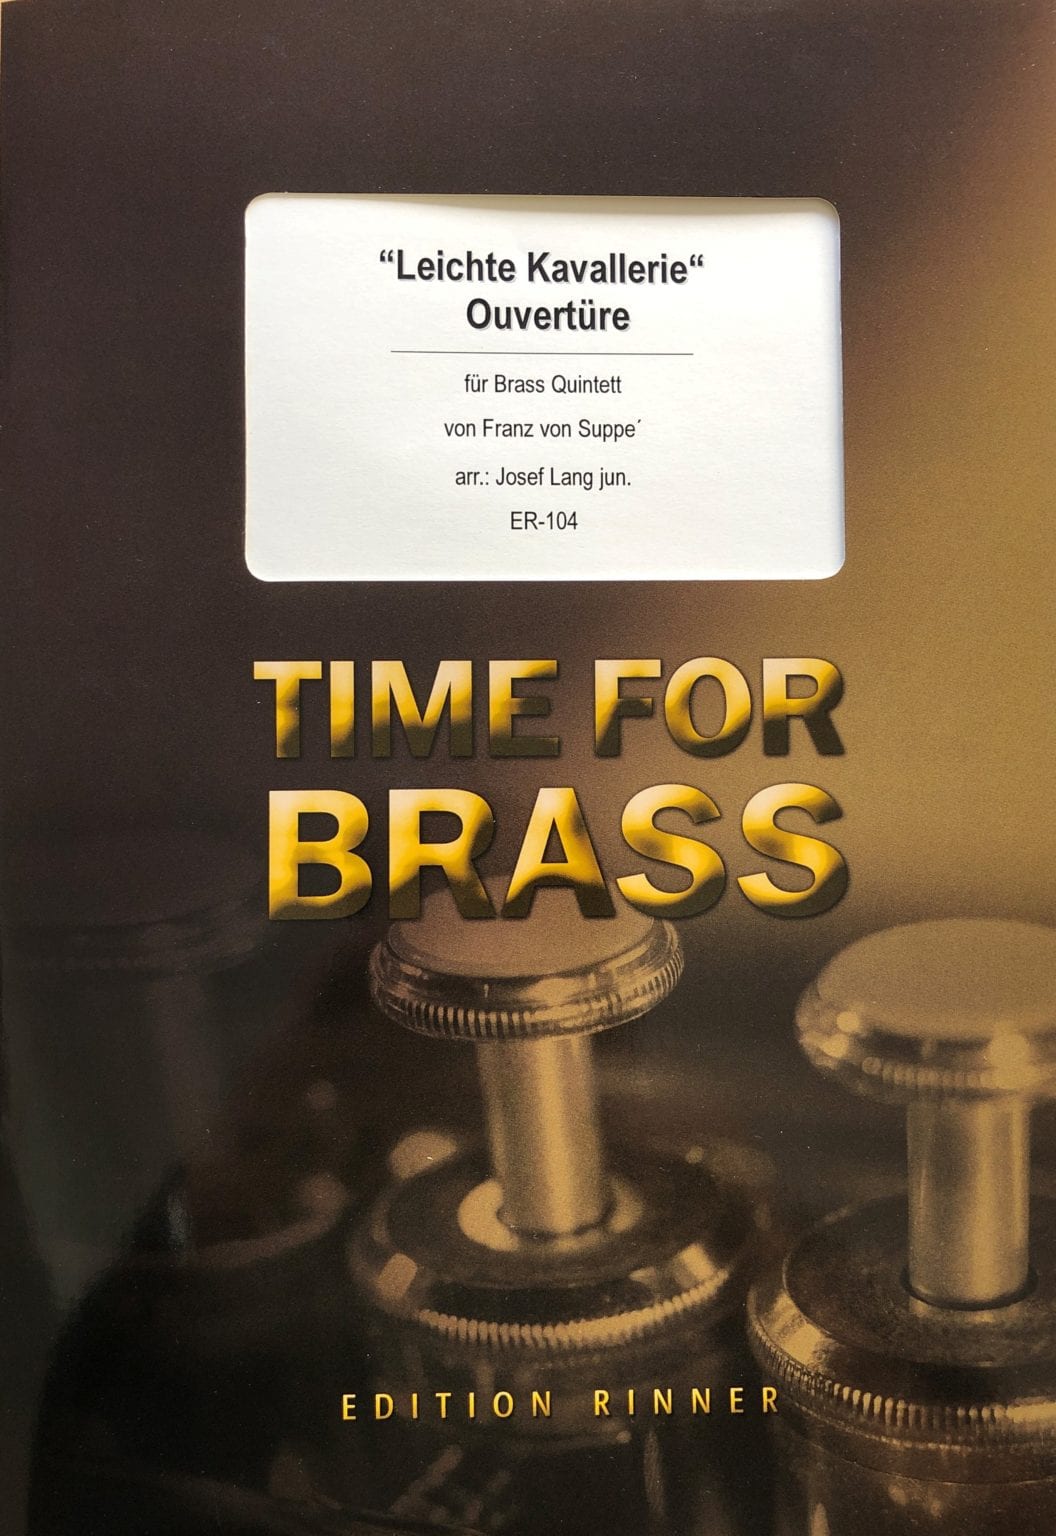 “Leichte Kavallerie“
Ouvertüre
für Brass Quintett
von Franz von Suppe´
arr.: Josef Lang jun.
ER-104
TIME FOR
BRASS
EDITION RINNER